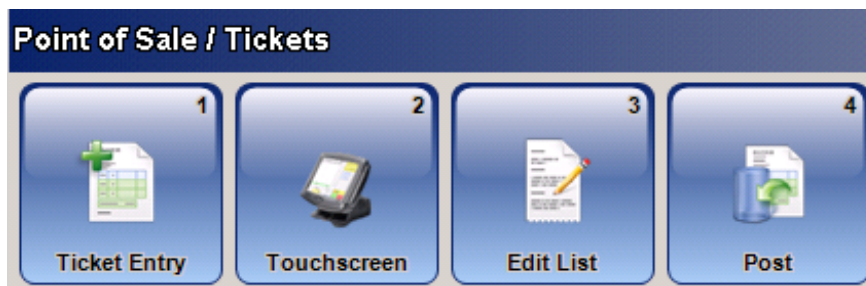 Point of Sale / Tickets
1 2 3 4
Ticket Entry Touchscreen Edit List Post